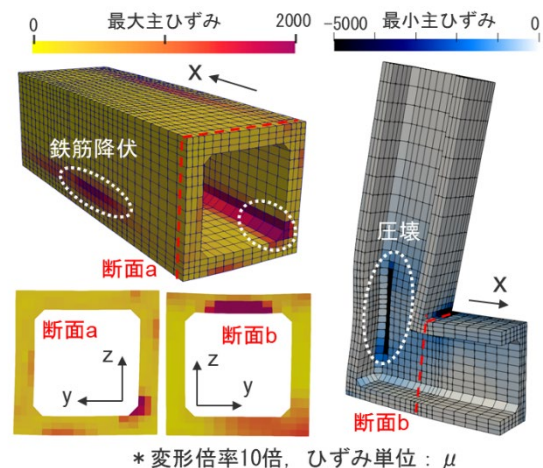 最大主ひずみ
0 2000
最小主ひずみ
-5000 0
x
鉄筋降伏
断面a
圧壊
x
断面a
z
y
断面b
z
y
断面b
*変形倍率10倍, ひずみ単位: μ